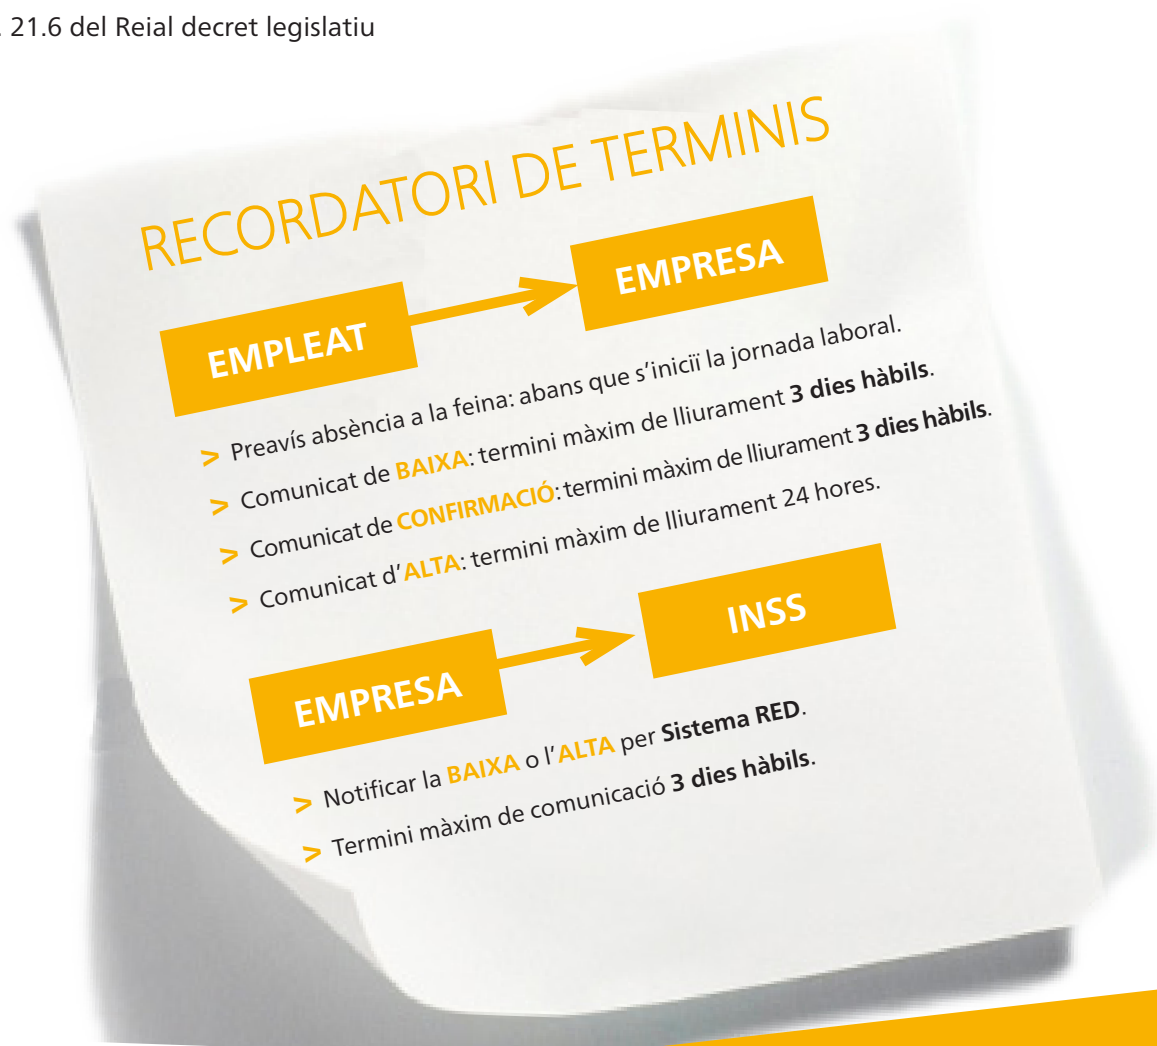 . 21.6 del Reial decret legislatiu
RECORDATORI DE TERMINIS
EMPLEAT
EMPRESA
> Preavís absència a la feina: abans que s'iniciï la jornada laboral.
> Comunicat de BAIXA: termini màxim de lliurament 3 dies hàbils.
> Comunicat de CONFIRMACIÓ: termini màxim de lliurament 3 dies hàbils.
> Comunicat d'ALTA: termini màxim de lliurament 24 hores.
EMPRESA
INSS
> Notificar la BAIXA o l'ALTA per Sistema RED.
> Termini màxim de comunicació 3 dies hàbils.